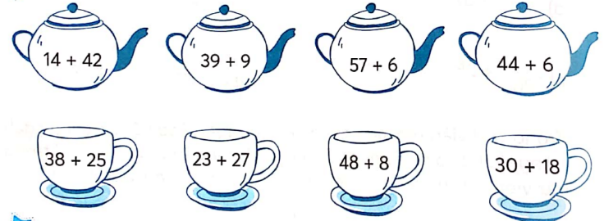 14 + 42 39 + 9 57 + 6 44 + 6
38 + 25 23 + 27 48 + 8 30 + 18